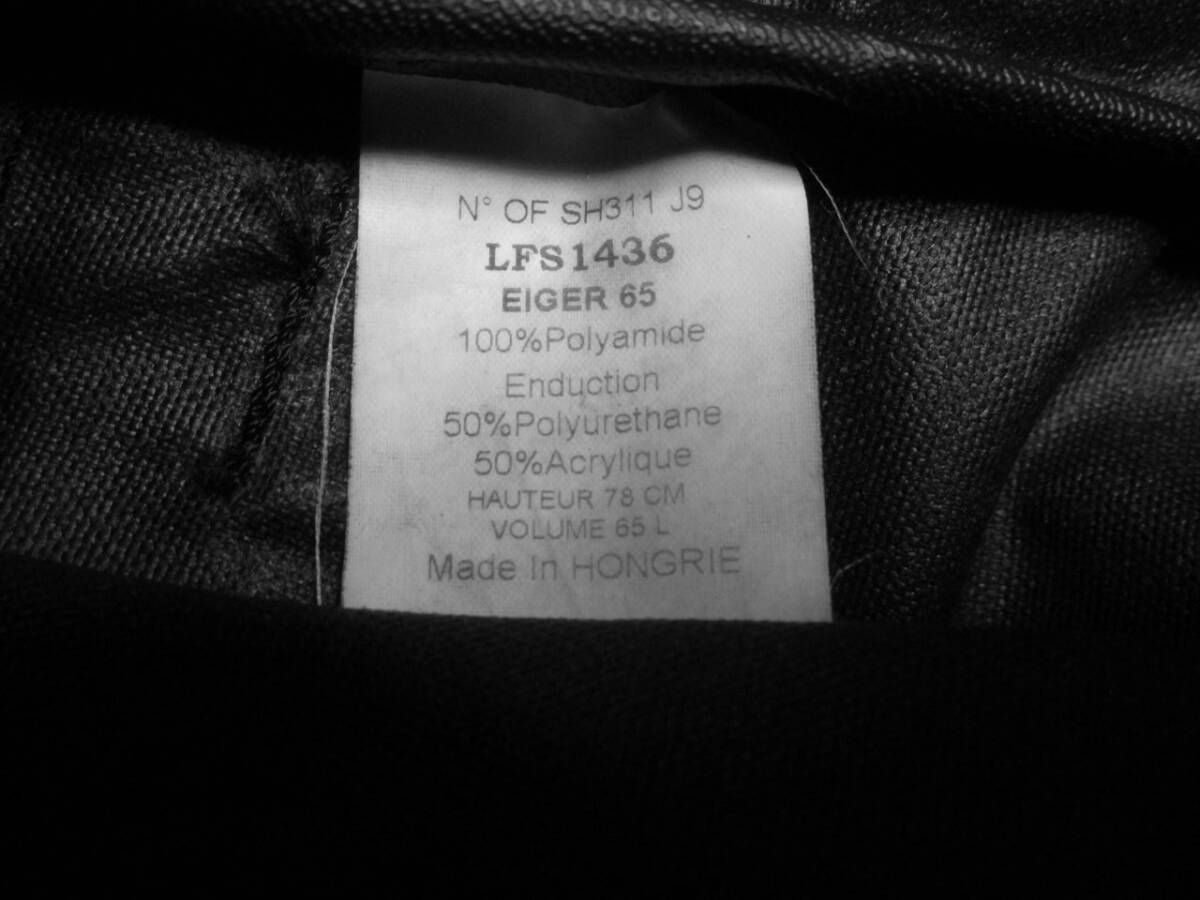 N° OF SH311 J9
LFS1436
EIGER 65
100%Polyamide
Enduction
50%Polyurethane
50%Acrylique
HAUTEUR 78 CM
VOLUME 65 L
Made In HONGRIE